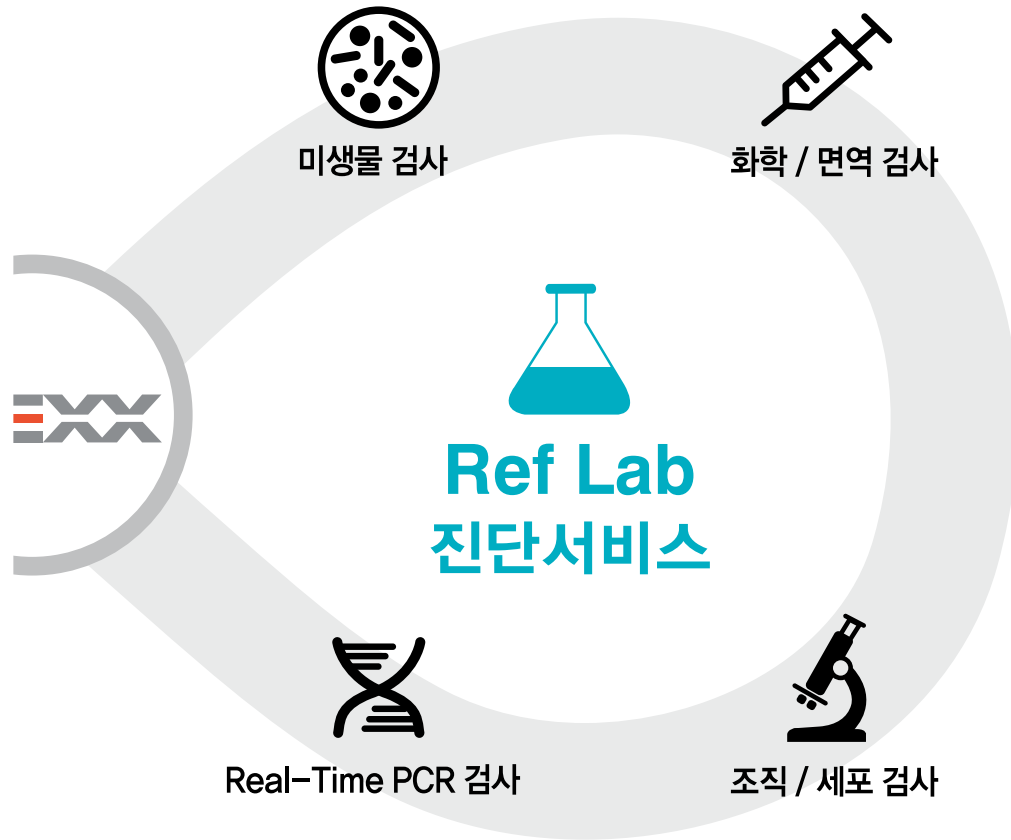 미생물 검사
화학 / 면역 검사
EXX
Ref Lab
진단서비스
Real-Time PCR 검사
조직 / 세포 검사